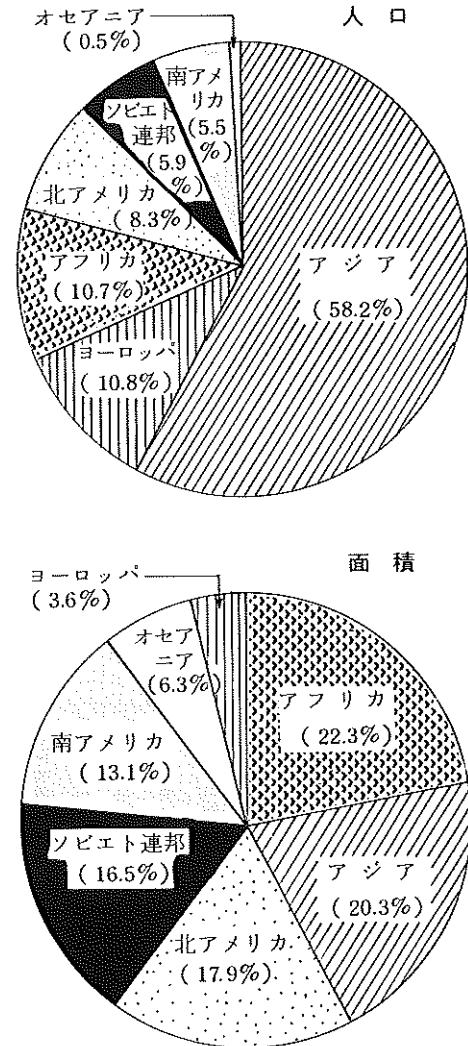 人口
オセアニア
(0.5%)
南アメ
リカ
(5.5
%)
ソビエト
連邦
(5.9
%)
北アメリカ
(8.3%)
アフリカ
(10.7%)
ヨーロッパ
(10.8%)
アジア
(58.2%)
面積
ヨーロッパ
(3.6%)
オセア
ニア
(6.3%)
アフリカ
(22.3%)
南アメリカ
(13.1%)
ソビエト連邦
(16.5%)
アジア
(20.3%)
北アメリカ
(17.9%)